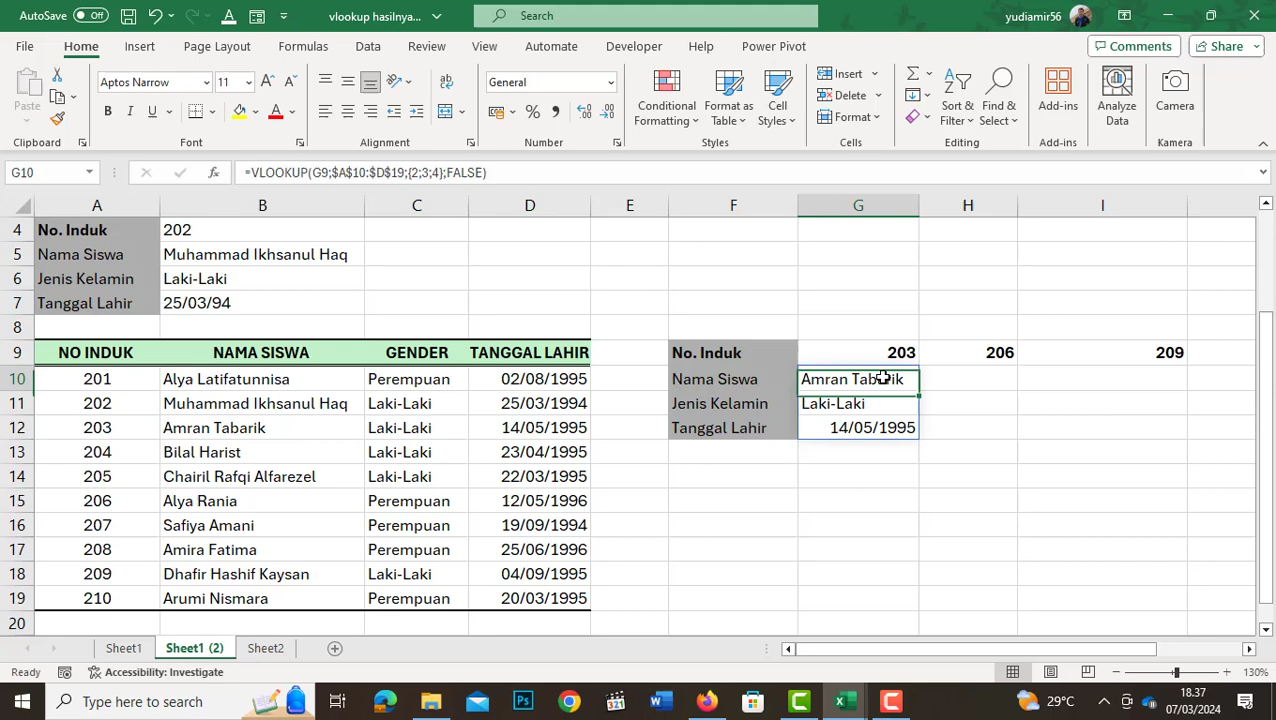 AutoSave Off vlookup hasilnya... Search yudiamir56
File Home Insert Page Layout Formulas Data Review View Automate Developer Help Power Pivot Comments Share
Paste Aptos Narrow 11 A A ab General Conditional Formatting Format as Table Cell Styles Insert Delete Format Sort & Filter Find & Select Add-ins Analyze Data Camera
B I U A % , .00
Clipboard Font Alignment Number Styles Cells Editing Add-ins Kamera
G10 fx =VLOOKUP(G9;$A$10:$D$19;{2;3;4};FALSE)
A B C D E F G H I
4 No. Induk 202
5 Nama Siswa Muhammad Ikhsanul Haq
6 Jenis Kelamin Laki-Laki
7 Tanggal Lahir 25/03/94
8
9 NO INDUK NAMA SISWA GENDER TANGGAL LAHIR No. Induk 203 206 209
10 201 Alya Latifatunnisa Perempuan 02/08/1995 Nama Siswa Amran Tabarik
11 202 Muhammad Ikhsanul Haq Laki-Laki 25/03/1994 Jenis Kelamin Laki-Laki
12 203 Amran Tabarik Laki-Laki 14/05/1995 Tanggal Lahir 14/05/1995
13 204 Bilal Harist Laki-Laki 23/04/1995
14 205 Chairil Rafqi Alfarezel Laki-Laki 22/03/1995
15 206 Alya Rania Perempuan 12/05/1996
16 207 Safiya Amani Perempuan 19/09/1994
17 208 Amira Fatima Perempuan 25/06/1996
18 209 Dhafir Hashif Kaysan Laki-Laki 04/09/1995
19 210 Arumi Nismara Perempuan 20/03/1995
20
Sheet1 Sheet1 (2) Sheet2
Ready Accessibility: Investigate 130%
Type here to search 29°C 18.37
07/03/2024